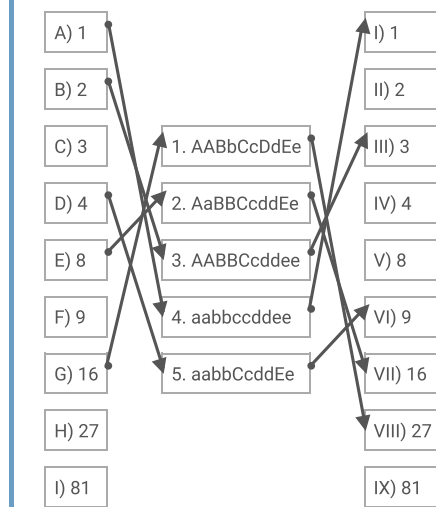 A) 1
B) 2
C) 3
D) 4
E) 8
F) 9
G) 16
H) 27
I) 81
1. AABbCcDdEe
2. AaBBCcddEe
3. AABBCcddee
4. aabbccddee
5. aabbCcddEe
I) 1
II) 2
III) 3
IV) 4
V) 8
VI) 9
VII) 16
VIII) 27
IX) 81